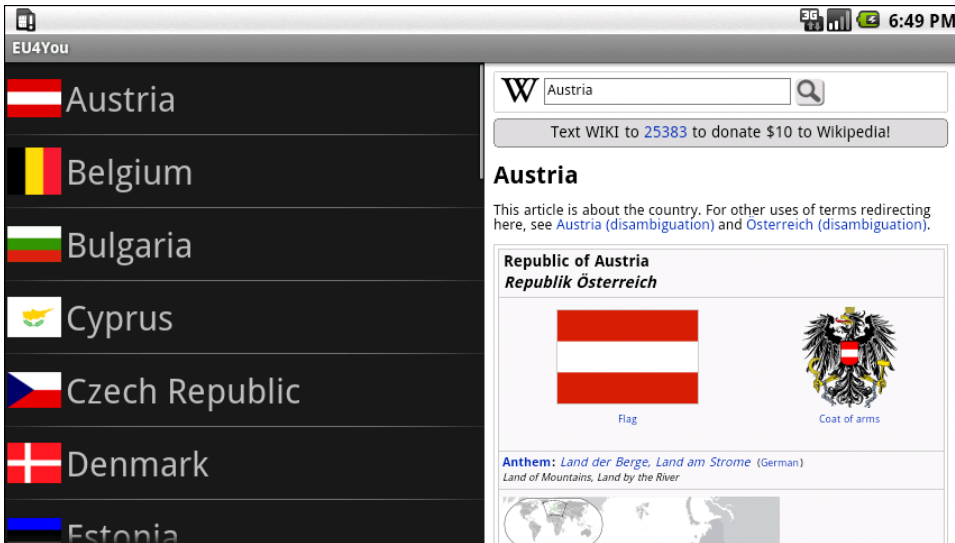 3G 6:49 PM
EU4You
Austria
Belgium
Bulgaria
Cyprus
Czech Republic
Denmark
Estonia
W Austria
Text WIKI to 25383 to donate $10 to Wikipedia!
Austria
This article is about the country. For other uses of terms redirecting
here, see Austria (disambiguation) and Österreich (disambiguation).
Republic of Austria
Republik Österreich
Flag Coat of arms
Anthem: Land der Berge, Land am Strome (German)
Land of Mountains, Land by the River